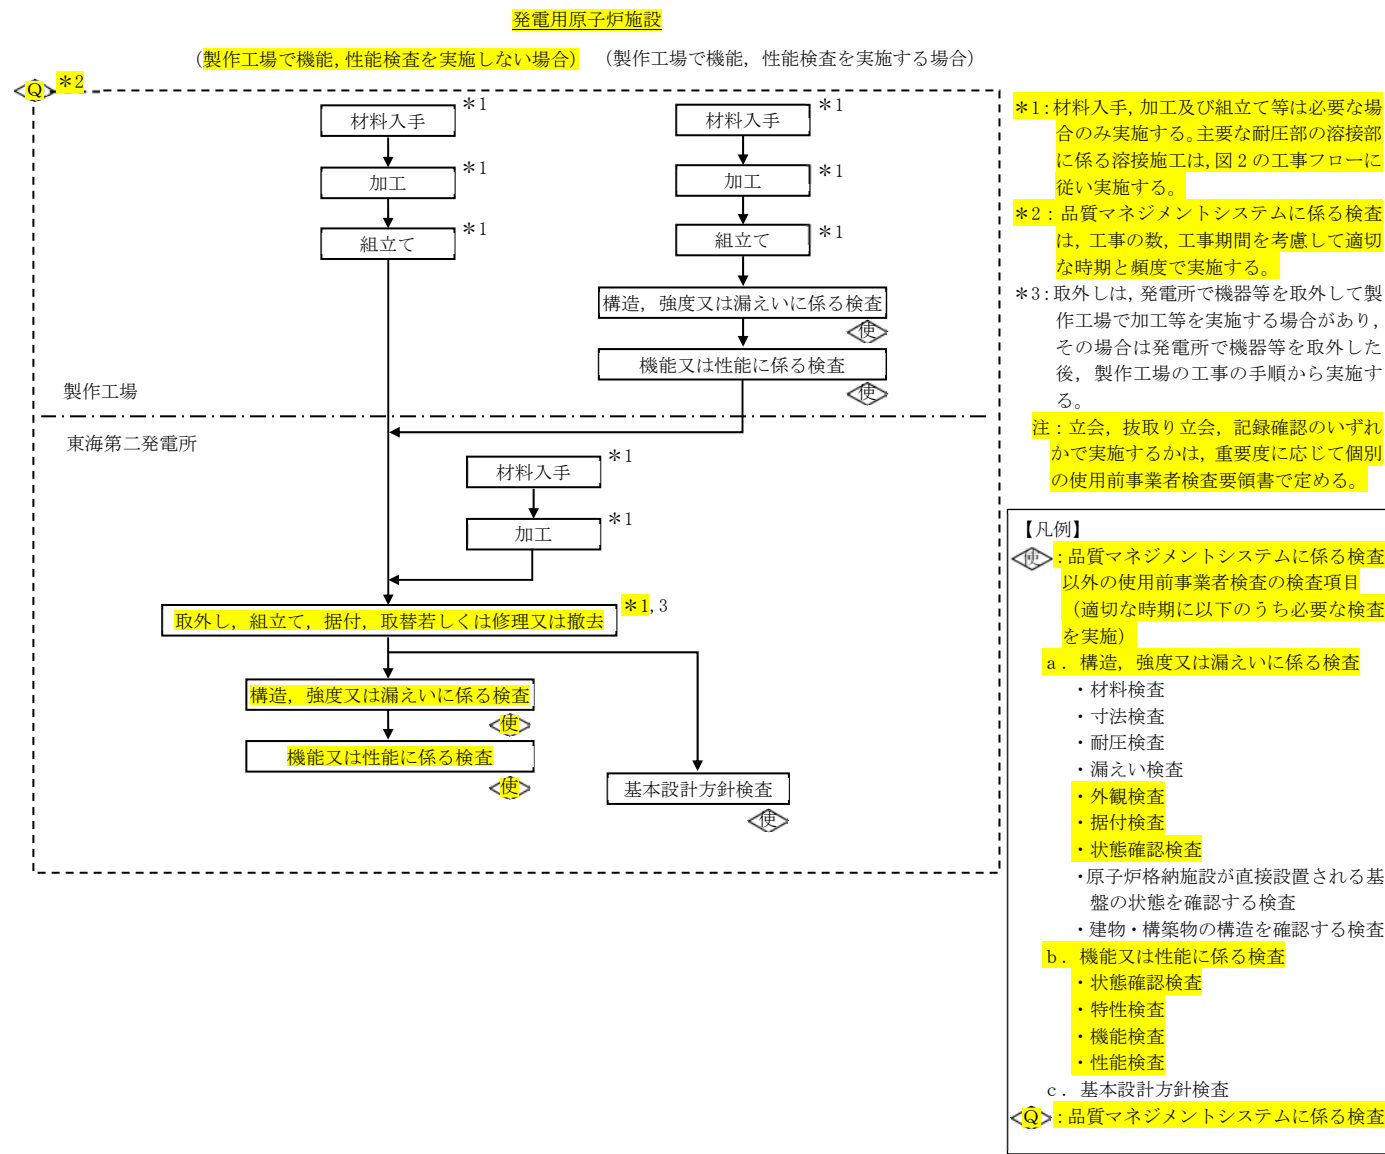 発電用原子炉施設
（製作工場で機能，性能検査を実施しない場合） （製作工場で機能，性能検査を実施する場合）
Q ＊2
材料入手 ＊1
加工 ＊1
組立て ＊1
材料入手 ＊1
加工 ＊1
組立て ＊1
構造，強度又は漏えいに係る検査
使
機能又は性能に係る検査
使
製作工場
東海第二発電所
材料入手 ＊1
加工 ＊1
取外し，組立て，据付，取替若しくは修理又は撤去 ＊1,3
構造，強度又は漏えいに係る検査
使
機能又は性能に係る検査
使
基本設計方針検査
使
＊1：材料入手，加工及び組立て等は必要な場
合のみ実施する。主要な耐圧部の溶接部
に係る溶接施工は，図2の工事フローに
従い実施する。
＊2：品質マネジメントシステムに係る検査
は，工事の数，工事期間を考慮して適切
な時期と頻度で実施する。
＊3：取外しは，発電所で機器等を取外して製
作工場で加工等を実施する場合があり，
その場合は発電所で機器等を取外した
後，製作工場の工事の手順から実施す
る。
注：立会，抜取り立会，記録確認のいずれ
かで実施するかは，重要度に応じて個別
の使用前事業者検査要領書で定める。
【凡例】
使：品質マネジメントシステムに係る検査
以外の使用前事業者検査の検査項目
（適切な時期に以下のうち必要な検査
を実施）
a．構造，強度又は漏えいに係る検査
・材料検査
・寸法検査
・耐圧検査
・漏えい検査
・外観検査
・据付検査
・状態確認検査
・原子炉格納施設が直接設置される基
盤の状態を確認する検査
・建物・構築物の構造を確認する検査
b．機能又は性能に係る検査
・状態確認検査
・特性検査
・機能検査
・性能検査
c．基本設計方針検査
Q：品質マネジメントシステムに係る検査